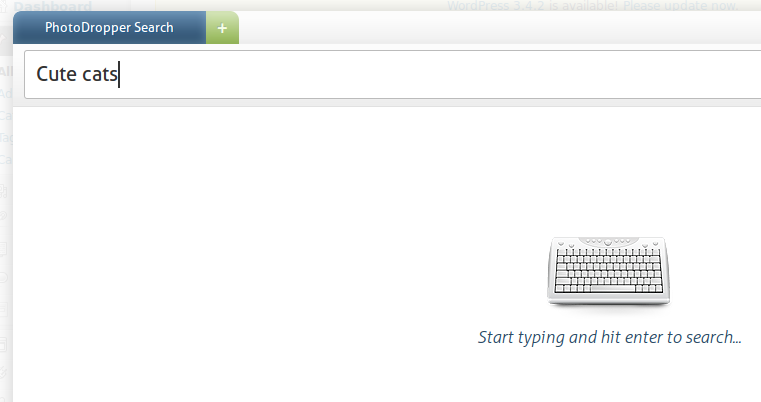 Dashboard
WordPress 3.4.2 is available! Please update now.
PhotoDropper Search
+
Cute cats
All
Start typing and hit enter to search...